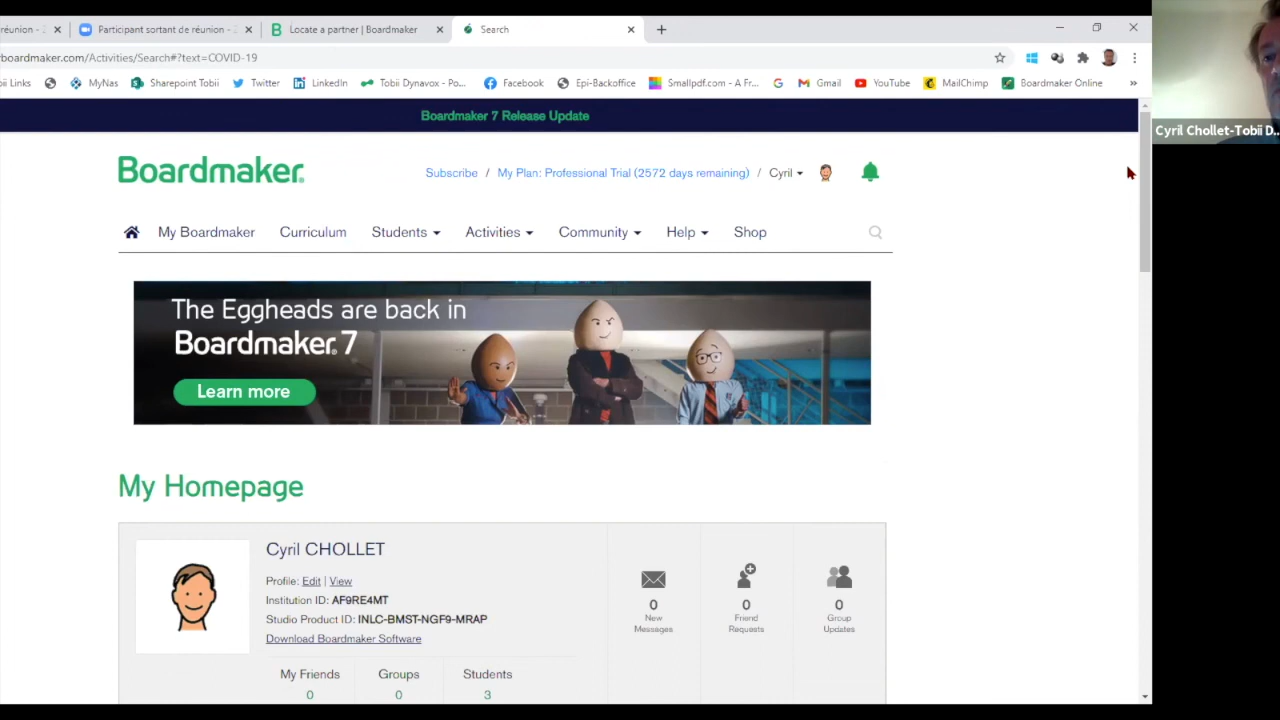 réunion - 2
Participant sortant de réunion - 2
Locate a partner | Boardmaker
Search
boardmaker.com/Activities/Search#?text=COVID-19
bii Links
MyNas
Sharepoint Tobii
Twitter
LinkedIn
Tobii Dynavox - Po...
Facebook
Epi-Backoffice
Smallpdf.com - A Fr...
Gmail
YouTube
MailChimp
Boardmaker Online
»
Cyril Chollet-Tobii D...
Boardmaker 7 Release Update
Boardmaker®
Subscribe / My Plan: Professional Trial (2572 days remaining) / Cyril
My Boardmaker Curriculum Students Activities Community Help Shop
The Eggheads are back in
Boardmaker® 7
Learn more
My Homepage
Cyril CHOLLET
Profile: Edit | View
Institution ID: AF9RE4MT
Studio Product ID: INLC-BMST-NGF9-MRAP
Download Boardmaker Software
0
New
Messages
0
Friend
Requests
0
Group
Updates
My Friends
0
Groups
0
Students
3